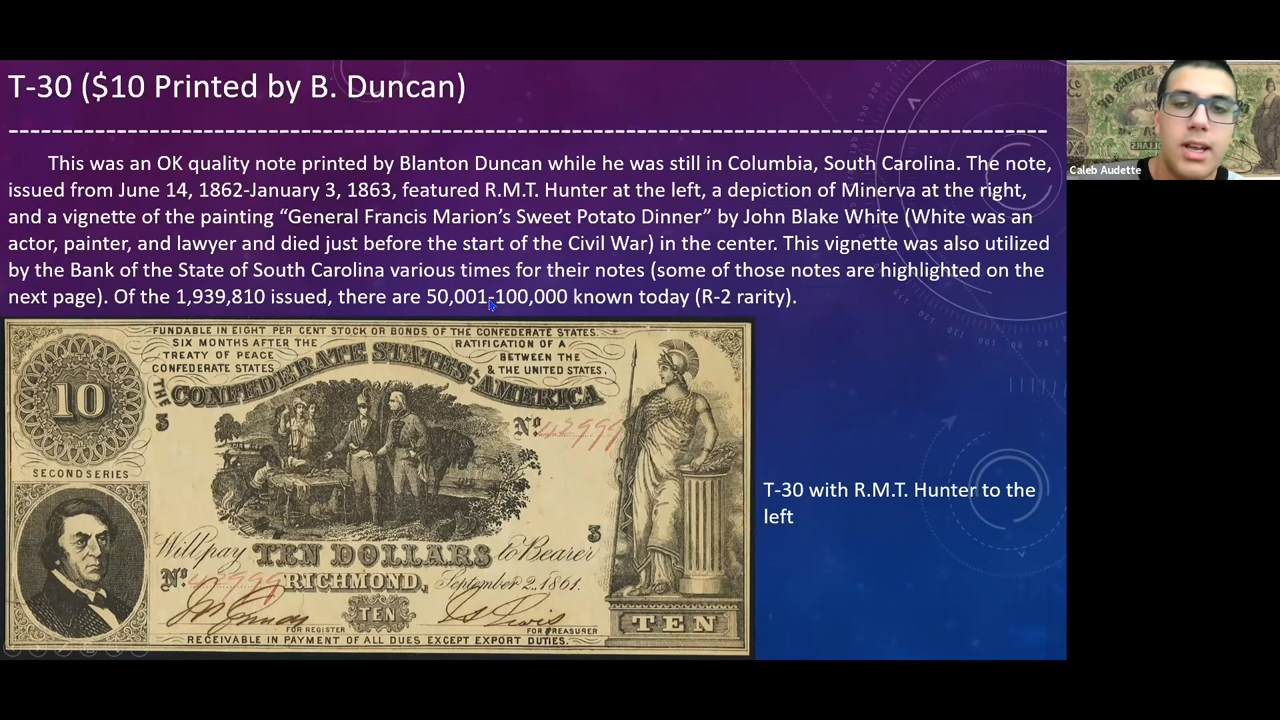 T-30 ($10 Printed by B. Duncan)
This was an OK quality note printed by Blanton Duncan while he was still in Columbia, South Carolina. The note,
issued from June 14, 1862-January 3, 1863, featured R.M.T. Hunter at the left, a depiction of Minerva at the right,
and a vignette of the painting “General Francis Marion’s Sweet Potato Dinner” by John Blake White (White was an
actor, painter, and lawyer and died just before the start of the Civil War) in the center. This vignette was also utilized
by the Bank of the State of South Carolina various times for their notes (some of those notes are highlighted on the
next page). Of the 1,939,810 issued, there are 50,001-100,000 known today (R-2 rarity).
Caleb Audette
FUNDABLE IN EIGHT PER CENT STOCK OR BONDS OF THE CONFEDERATE STATES.
SIX MONTHS AFTER THE RATIFICATION OF A
TREATY OF PEACE BETWEEN THE
CONFEDERATE STATES & THE UNITED STATES,
THE CONFEDERATE STATES OF AMERICA
10
3
No 42999
SECOND SERIES
3
Will pay TEN DOLLARS to Bearer
No 42999 RICHMOND, September 2, 1861.
TEN
FOR REGISTER
FOR TREASURER
TEN
RECEIVABLE IN PAYMENT OF ALL DUES EXCEPT EXPORT DUTIES.
T-30 with R.M.T. Hunter to the
left